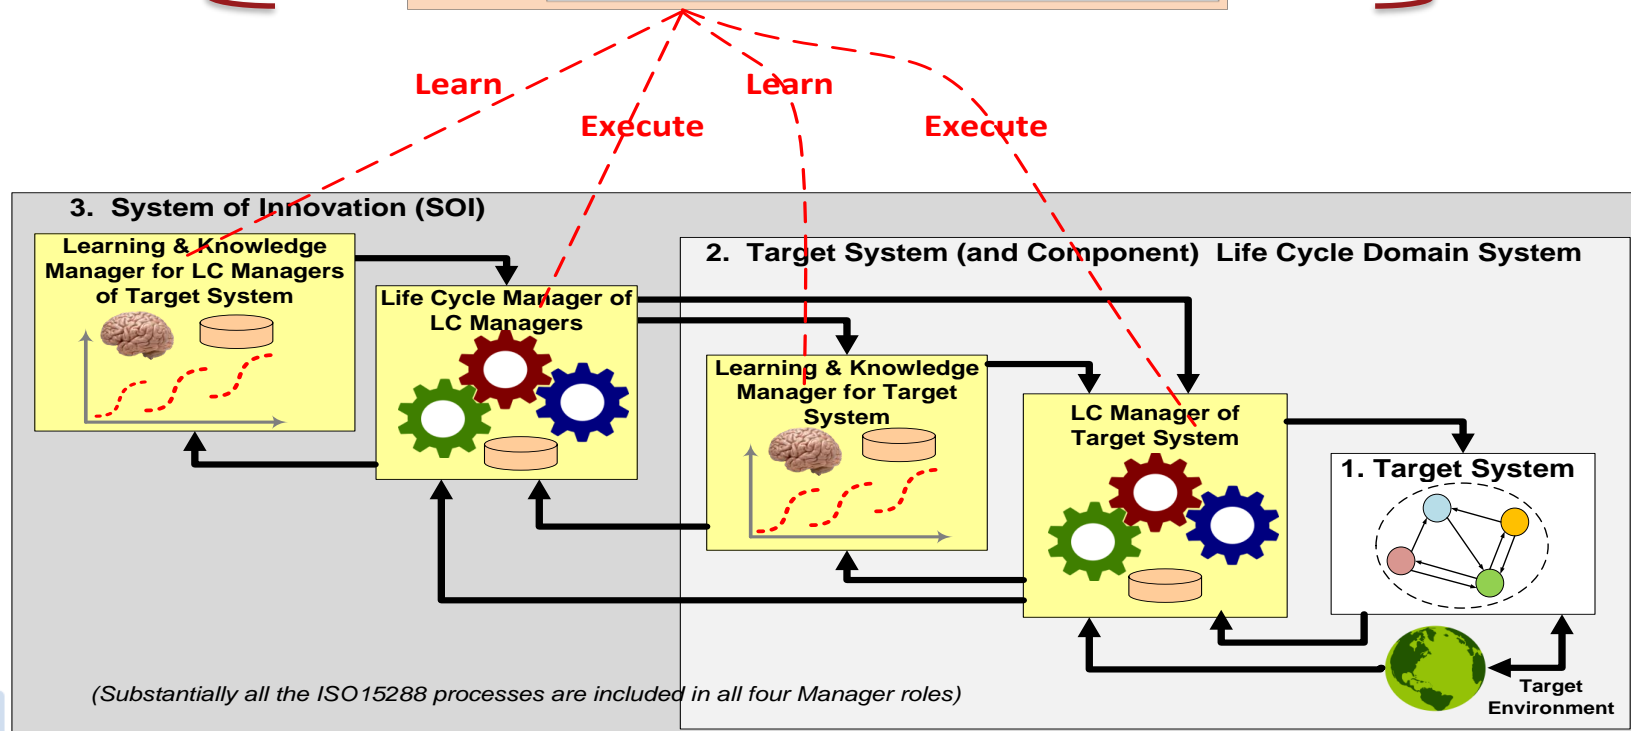 Learn
Learn
Execute
Execute
3. System of Innovation (SOI)
Learning & Knowledge
Manager for LC Managers
of Target System
2. Target System (and Component) Life Cycle Domain System
Life Cycle Manager of
LC Managers
Learning & Knowledge
Manager for Target
System
LC Manager of
Target System
1. Target System
Target
Environment
(Substantially all the ISO15288 processes are included in all four Manager roles)